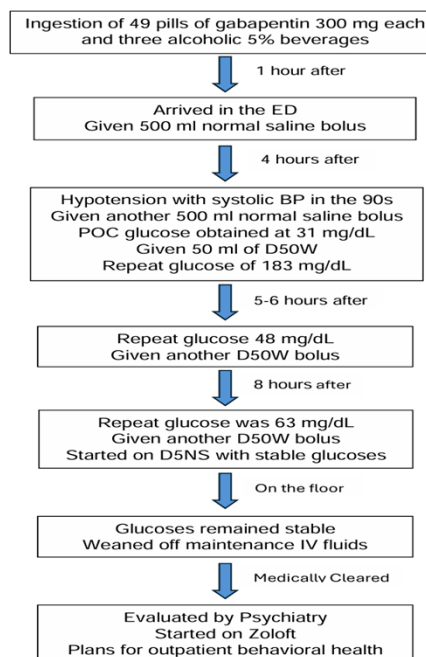 Ingestion of 49 pills of gabapentin 300 mg each
and three alcoholic 5% beverages
1 hour after
Arrived in the ED
Given 500 ml normal saline bolus
4 hours after
Hypotension with systolic BP in the 90s
Given another 500 ml normal saline bolus
POC glucose obtained at 31 mg/dL
Given 50 ml of D50W
Repeat glucose of 183 mg/dL
5-6 hours after
Repeat glucose 48 mg/dL
Given another D50W bolus
8 hours after
Repeat glucose was 63 mg/dL
Given another D50W bolus
Started on D5NS with stable glucoses
On the floor
Glucoses remained stable
Weaned off maintenance IV fluids
Medically Cleared
Evaluated by Psychiatry
Started on Zoloft
Plans for outpatient behavioral health